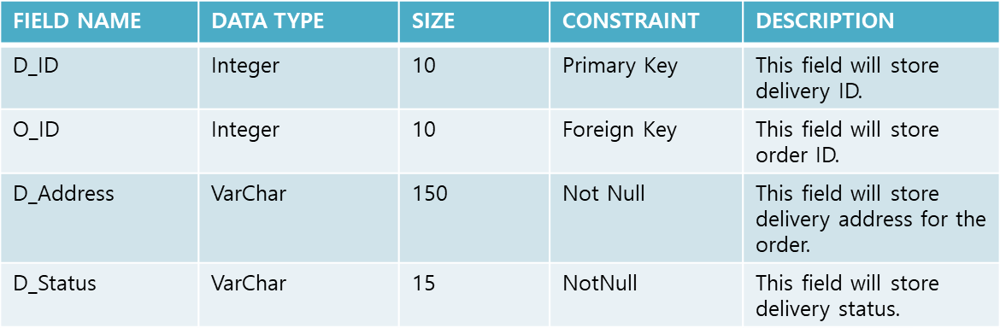 FIELD NAME DATA TYPE SIZE CONSTRAINT DESCRIPTION
D_ID Integer 10 Primary Key This field will store
delivery ID.
O_ID Integer 10 Foreign Key This field will store
order ID.
D_Address VarChar 150 Not Null This field will store
delivery address for the
order.
D_Status VarChar 15 NotNull This field will store
delivery status.